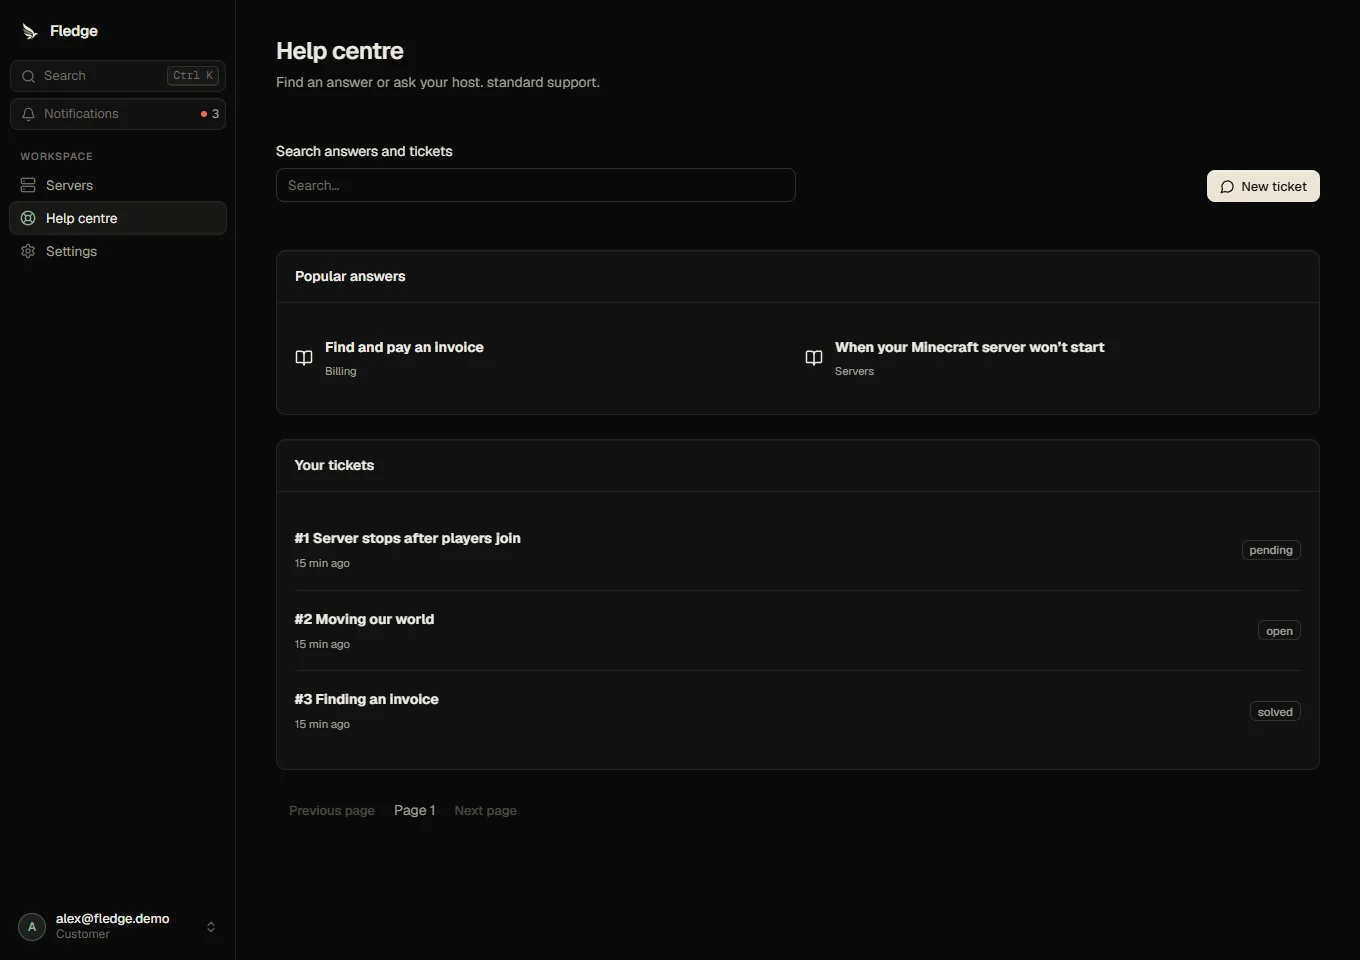 Fledge
Search Ctrl K
Notifications 3
WORKSPACE
Servers
Help centre
Settings
Help centre
Find an answer or ask your host. standard support.
Search answers and tickets
Search...
New ticket
Popular answers
Find and pay an invoice
Billing
When your Minecraft server won't start
Servers
Your tickets
#1 Server stops after players join
15 min ago
pending
#2 Moving our world
15 min ago
open
#3 Finding an invoice
15 min ago
solved
Previous page Page 1 Next page
A
alex@fledge.demo
Customer